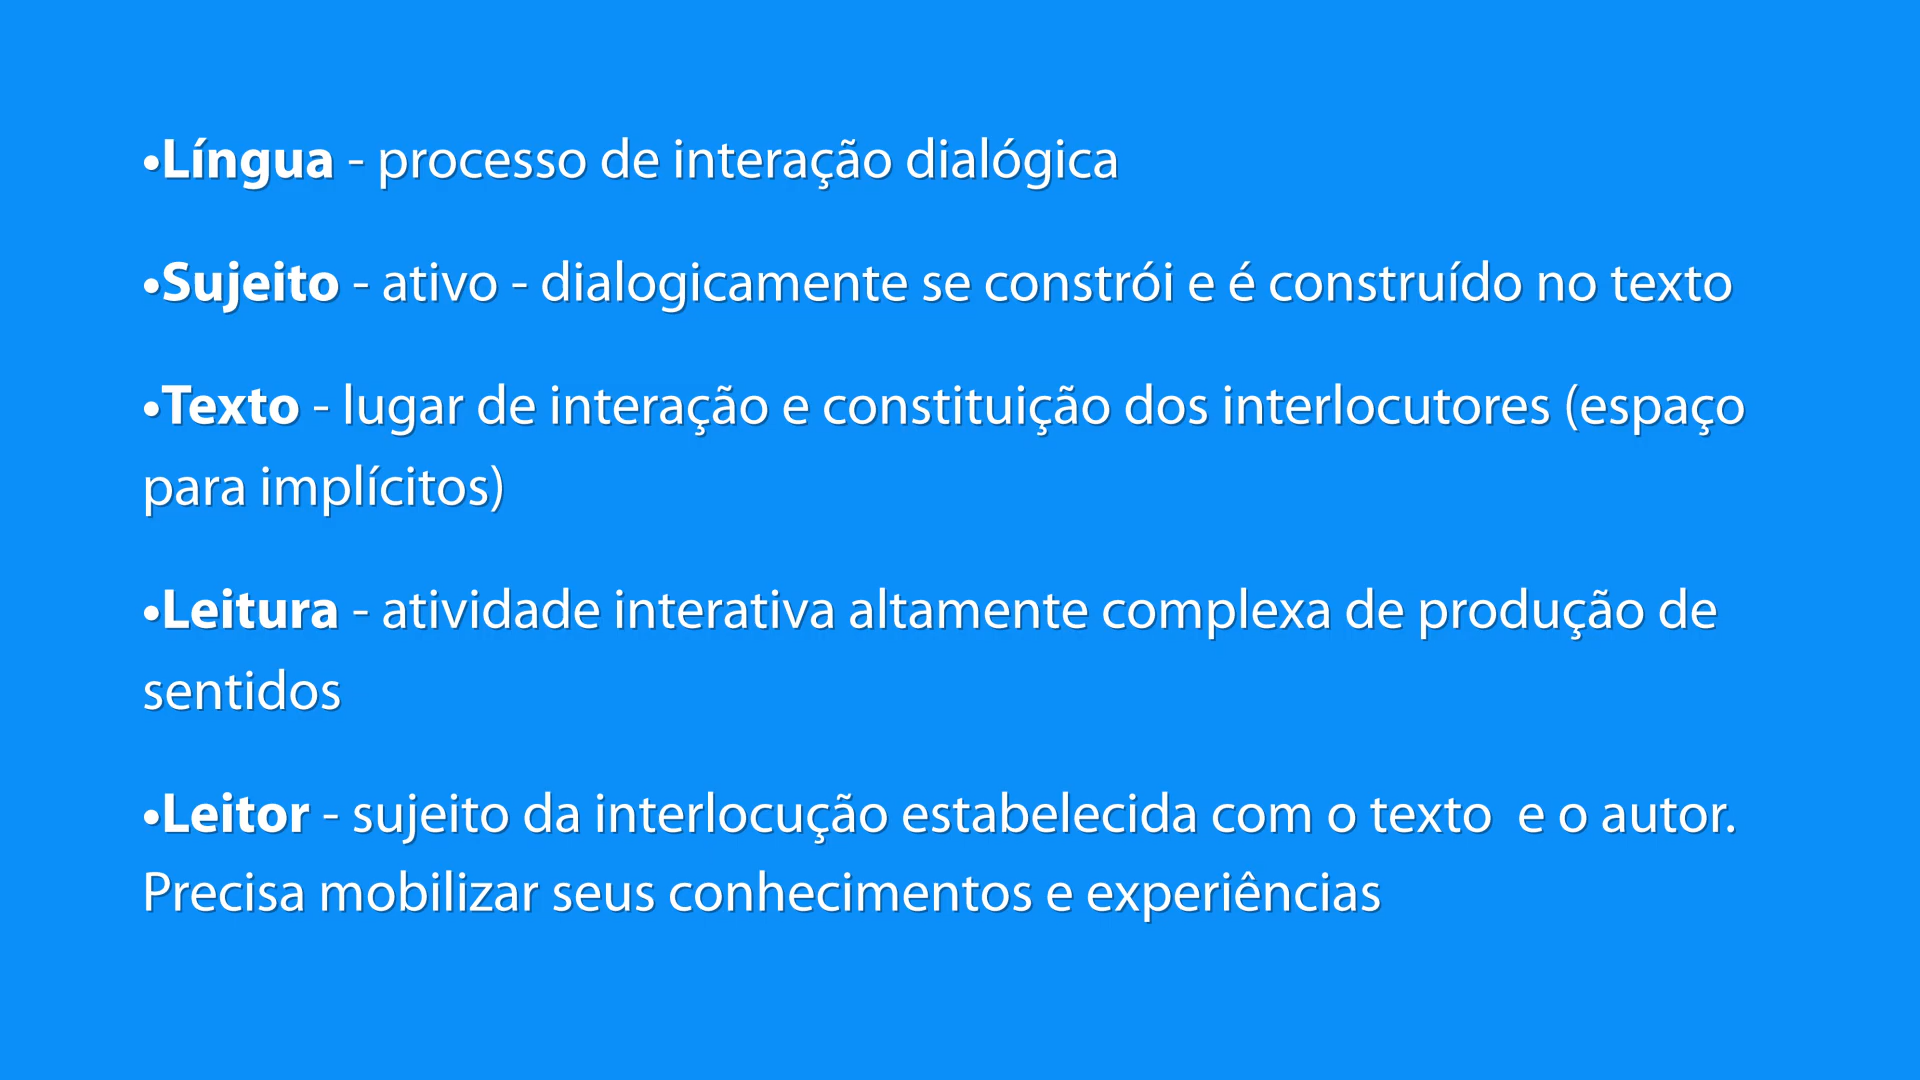 •Língua - processo de interação dialógica
•Sujeito - ativo - dialogicamente se constrói e é construído no texto
•Texto - lugar de interação e constituição dos interlocutores (espaço
para implícitos)
•Leitura - atividade interativa altamente complexa de produção de
sentidos
•Leitor - sujeito da interlocução estabelecida com o texto  e o autor.
Precisa mobilizar seus conhecimentos e experiências